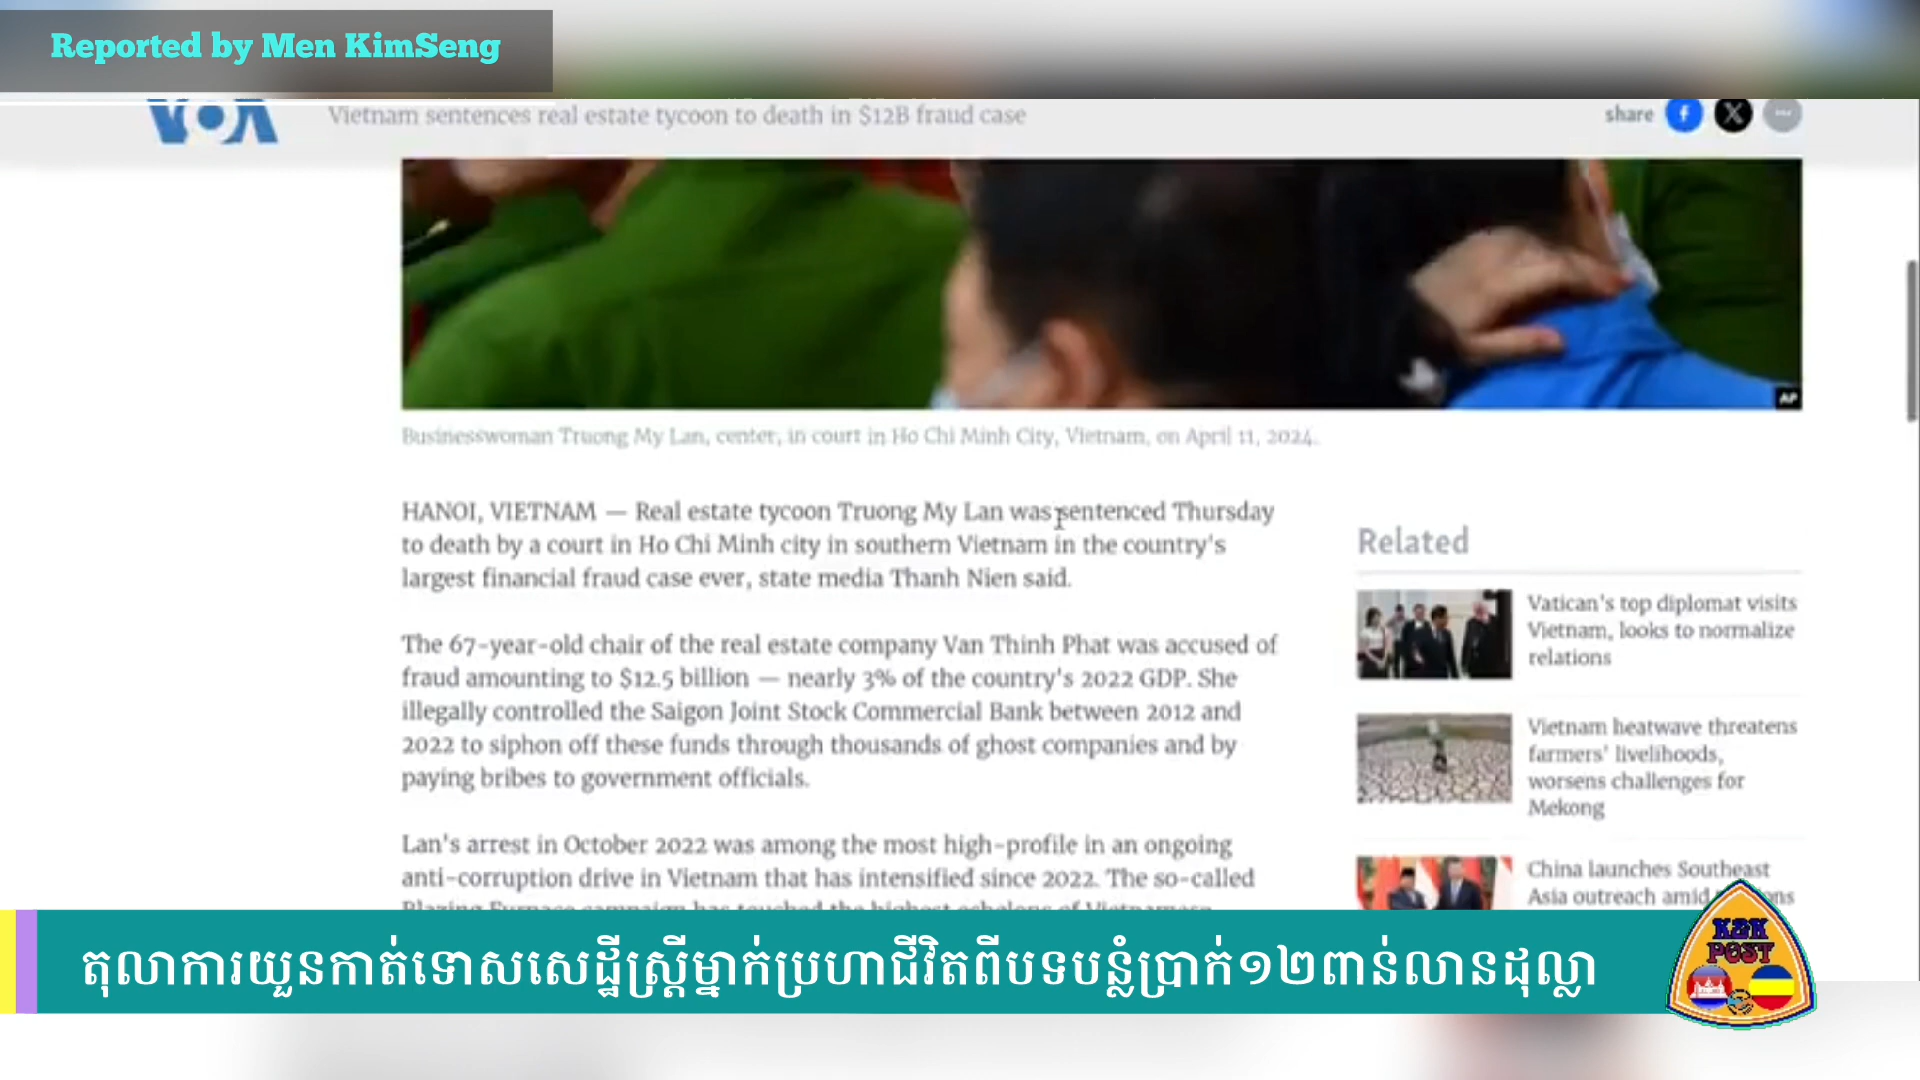 Reported by Men KimSeng
VOA
Vietnam sentences real estate tycoon to death in $12B fraud case
share
AP
Businesswoman Truong My Lan, center, in court in Ho Chi Minh City, Vietnam, on April 11, 2024.
HANOI, VIETNAM — Real estate tycoon Truong My Lan was sentenced Thursday
to death by a court in Ho Chi Minh city in southern Vietnam in the country's
largest financial fraud case ever, state media Thanh Nien said.
The 67-year-old chair of the real estate company Van Thinh Phat was accused of
fraud amounting to $12.5 billion — nearly 3% of the country's 2022 GDP. She
illegally controlled the Saigon Joint Stock Commercial Bank between 2012 and
2022 to siphon off these funds through thousands of ghost companies and by
paying bribes to government officials.
Lan's arrest in October 2022 was among the most high-profile in an ongoing
anti-corruption drive in Vietnam that has intensified since 2022. The so-called
Blazing Furnace campaign has touched the highest echelons of Vietnamese
Related
Vatican's top diplomat visits
Vietnam, looks to normalize
relations
Vietnam heatwave threatens
farmers' livelihoods,
worsens challenges for
Mekong
China launches Southeast
Asia outreach amid
តុលាការយួនកាត់ទោសសេដ្ឋីស្ត្រីម្នាក់ប្រហាជីវិតពីបទបន្លំប្រាក់១២ពាន់លានដុល្លា
K&K
POST